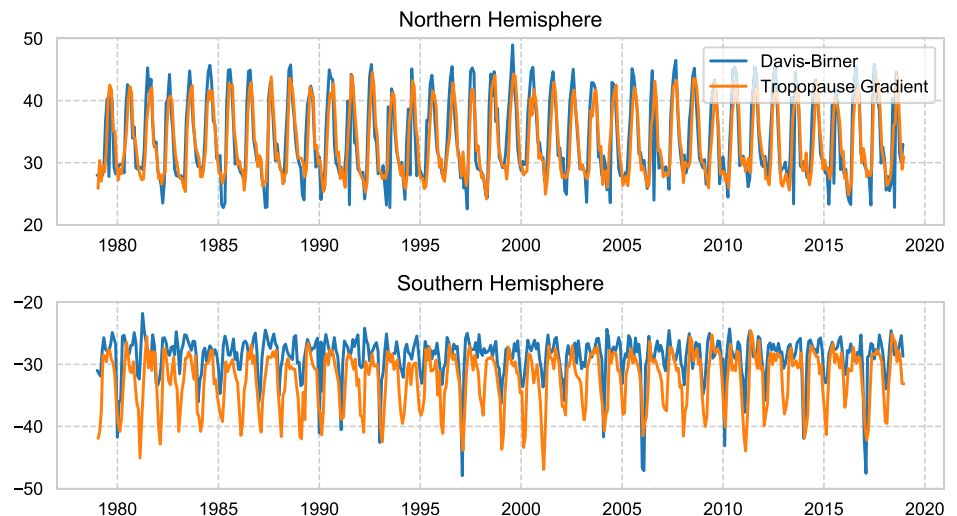 Northern Hemisphere
50
40
30
20
Davis-Birner
Tropopause Gradient
1980 1985 1990 1995 2000 2005 2010 2015 2020
Southern Hemisphere
−20
−30
−40
−50
1980 1985 1990 1995 2000 2005 2010 2015 2020